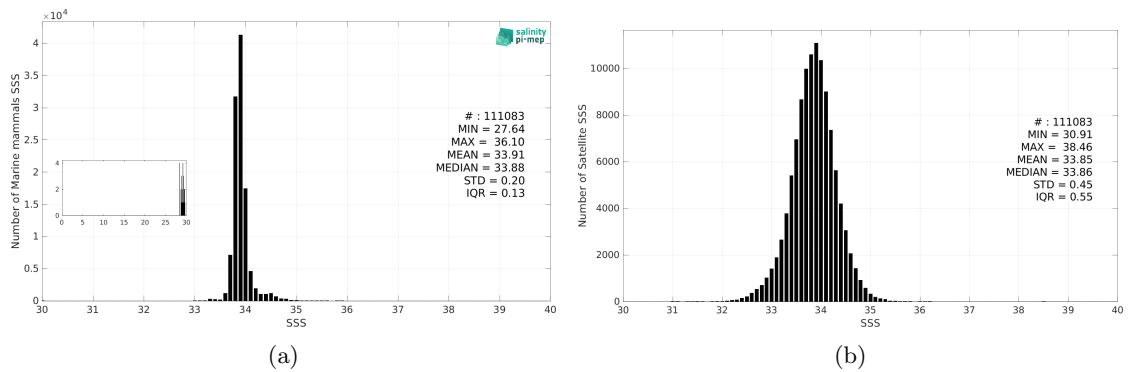 ×10⁴
4
3.5
3
2.5
2
1.5
1
0.5
0
Number of Marine mammals SSS
salinity
pi-mep
# : 111083
MIN = 27.64
MAX = 36.10
MEAN = 33.91
MEDIAN = 33.88
STD = 0.20
IQR = 0.13
4
2
0
0 5 10 15 20 25 30
30 31 32 33 34 35 36 37 38 39 40
SSS
(a)
10000
8000
6000
4000
2000
0
Number of Satellite SSS
# : 111083
MIN = 30.91
MAX = 38.46
MEAN = 33.85
MEDIAN = 33.86
STD = 0.45
IQR = 0.55
30 31 32 33 34 35 36 37 38 39 40
SSS
(b)